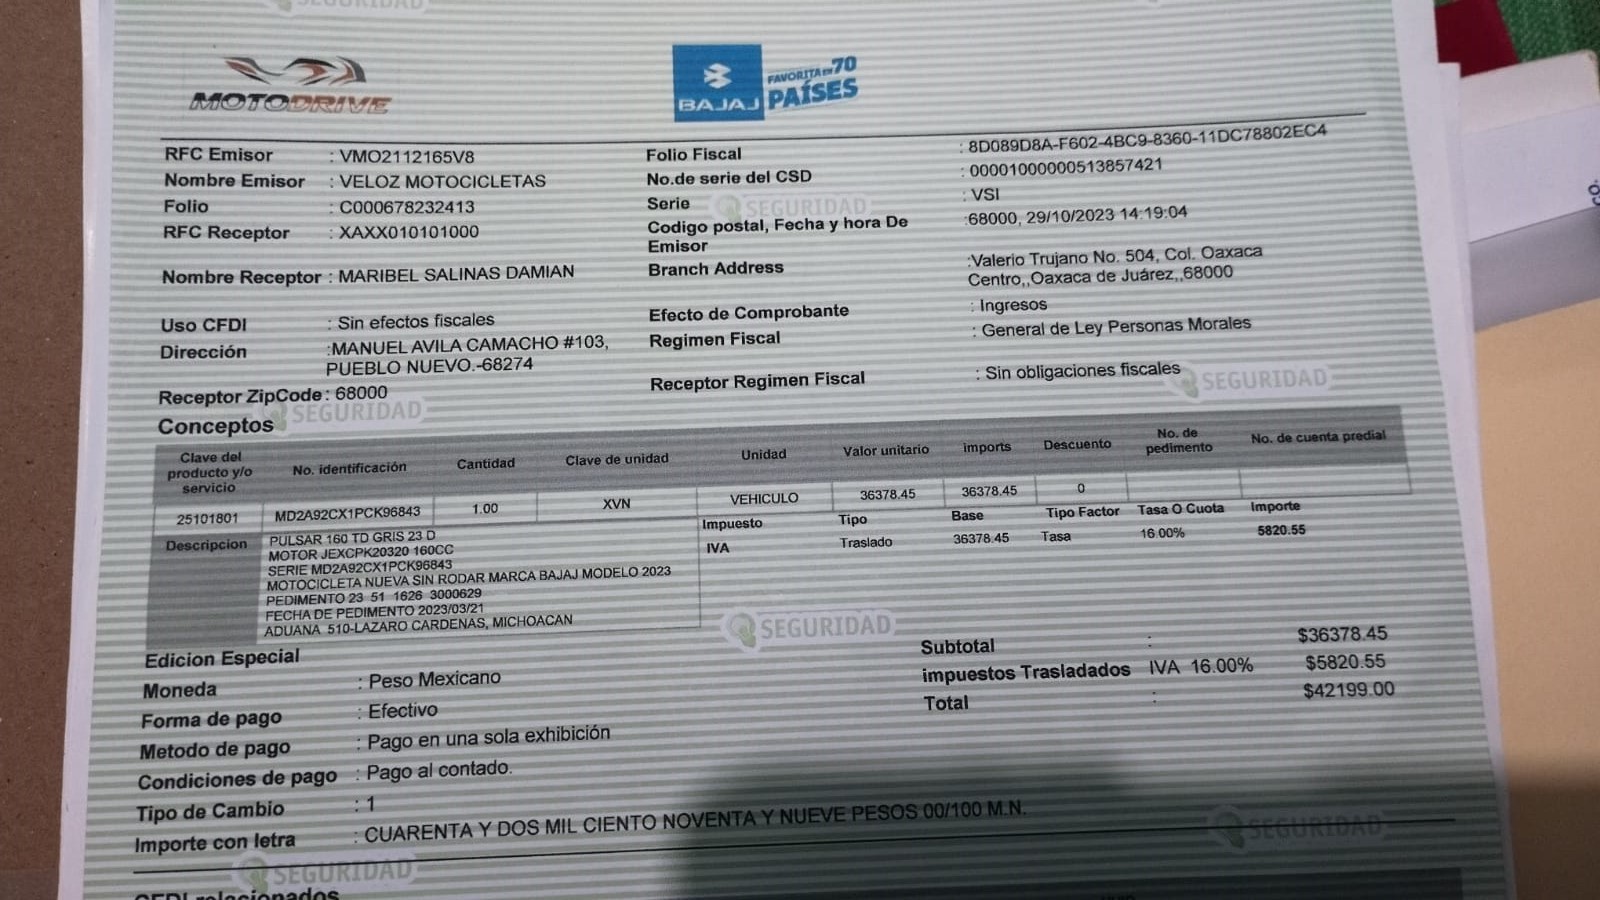 SEGURIDAD
MOTODRIVE
BAJAJ
FAVORITA EN 70
PAÍSES
RFC Emisor : VMO2112165V8
Nombre Emisor : VELOZ MOTOCICLETAS
Folio : C000678232413
RFC Receptor : XAXX010101000
Nombre Receptor : MARIBEL SALINAS DAMIAN
Uso CFDI : Sin efectos fiscales
Dirección :MANUEL AVILA CAMACHO #103,
PUEBLO NUEVO.-68274
Receptor ZipCode : 68000
Folio Fiscal : 8D089D8A-F602-4BC9-8360-11DC78802EC4
No.de serie del CSD : 00001000000513857421
Serie : VSI
SEGURIDAD
Codigo postal, Fecha y hora De :68000, 29/10/2023 14:19:04
Emisor
Branch Address :Valerio Trujano No. 504, Col. Oaxaca
Centro,,Oaxaca de Juárez,,68000
Efecto de Comprobante : Ingresos
Regimen Fiscal : General de Ley Personas Morales
Receptor Regimen Fiscal : Sin obligaciones fiscales
SEGURIDAD
SEGURIDAD
Conceptos
Clave del
producto y/o
servicio
No. identificación
Cantidad
Clave de unidad
Unidad
Valor unitario
imports
Descuento
No. de
pedimento
No. de cuenta predial
25101801 MD2A92CX1PCK96843 1.00 XVN VEHICULO 36378.45 36378.45 0
Impuesto Tipo Base Tipo Factor Tasa O Cuota Importe
IVA Traslado 36378.45 Tasa 16.00% 5820.55
Descripcion
PULSAR 160 TD GRIS 23 D
MOTOR JEXCPK20320 160CC
SERIE MD2A92CX1PCK96843
MOTOCICLETA NUEVA SIN RODAR MARCA BAJAJ MODELO 2023
PEDIMENTO 23 51 1626 3000629
FECHA DE PEDIMENTO 2023/03/21
ADUANA 510-LAZARO CARDENAS, MICHOACAN
SEGURIDAD
Subtotal : $36378.45
impuestos Trasladados IVA 16.00% $5820.55
Total : $42199.00
Edicion Especial
Moneda : Peso Mexicano
Forma de pago : Efectivo
Metodo de pago : Pago en una sola exhibición
Condiciones de pago : Pago al contado.
Tipo de Cambio : 1
Importe con letra : CUARENTA Y DOS MIL CIENTO NOVENTA Y NUEVE PESOS 00/100 M.N.
SEGURIDAD
SEGURIDAD
CFDI relacionados